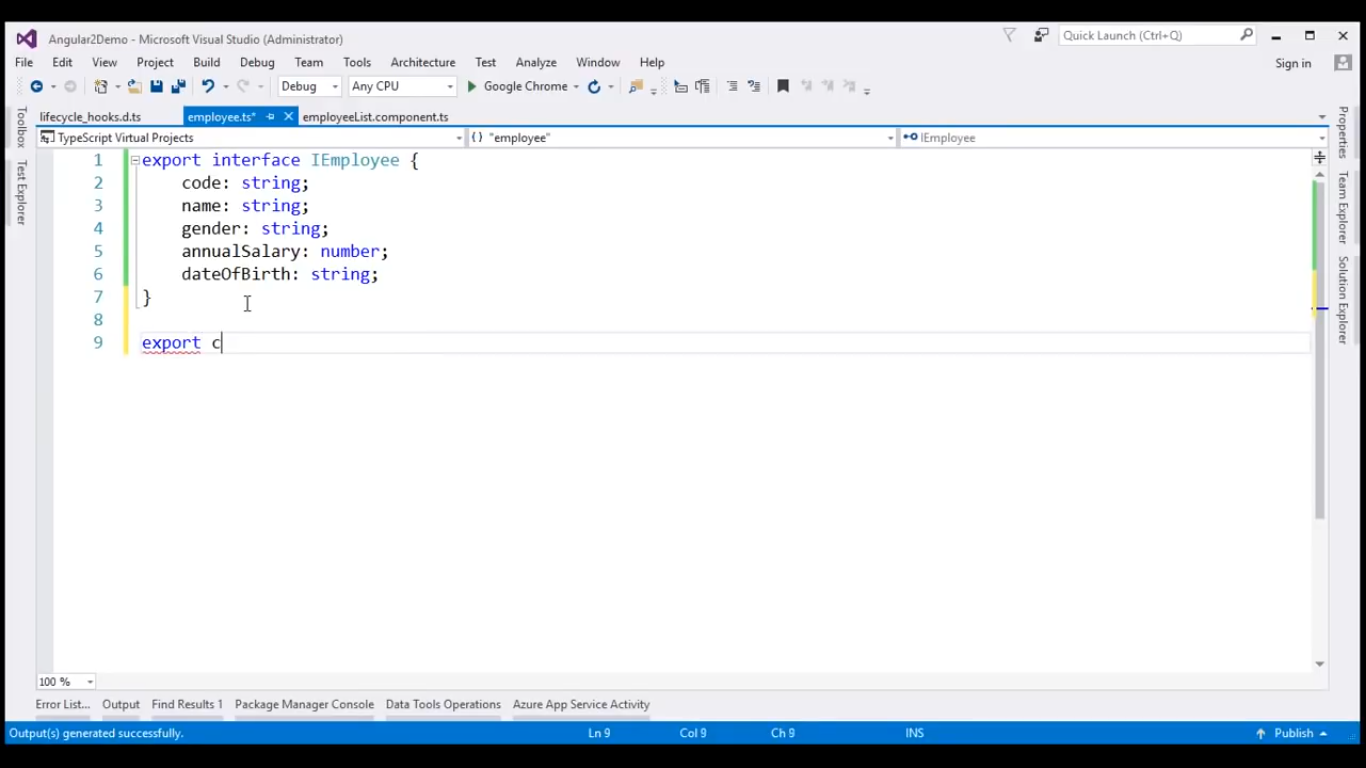 Angular2Demo - Microsoft Visual Studio (Administrator)
Quick Launch (Ctrl+Q)
File Edit View Project Build Debug Team Tools Architecture Test Analyze Window Help
Sign in
Debug Any CPU Google Chrome
lifecycle_hooks.d.ts employee.ts* employeeList.component.ts
TypeScript Virtual Projects {} "employee" IEmployee
Toolbox
Test Explorer
1 export interface IEmployee {
2 code: string;
3 name: string;
4 gender: string;
5 annualSalary: number;
6 dateOfBirth: string;
7 }
8
9 export c
Properties
Team Explorer
Solution Explorer
100 %
Error List... Output Find Results 1 Package Manager Console Data Tools Operations Azure App Service Activity
Output(s) generated successfully. Ln 9 Col 9 Ch 9 INS Publish